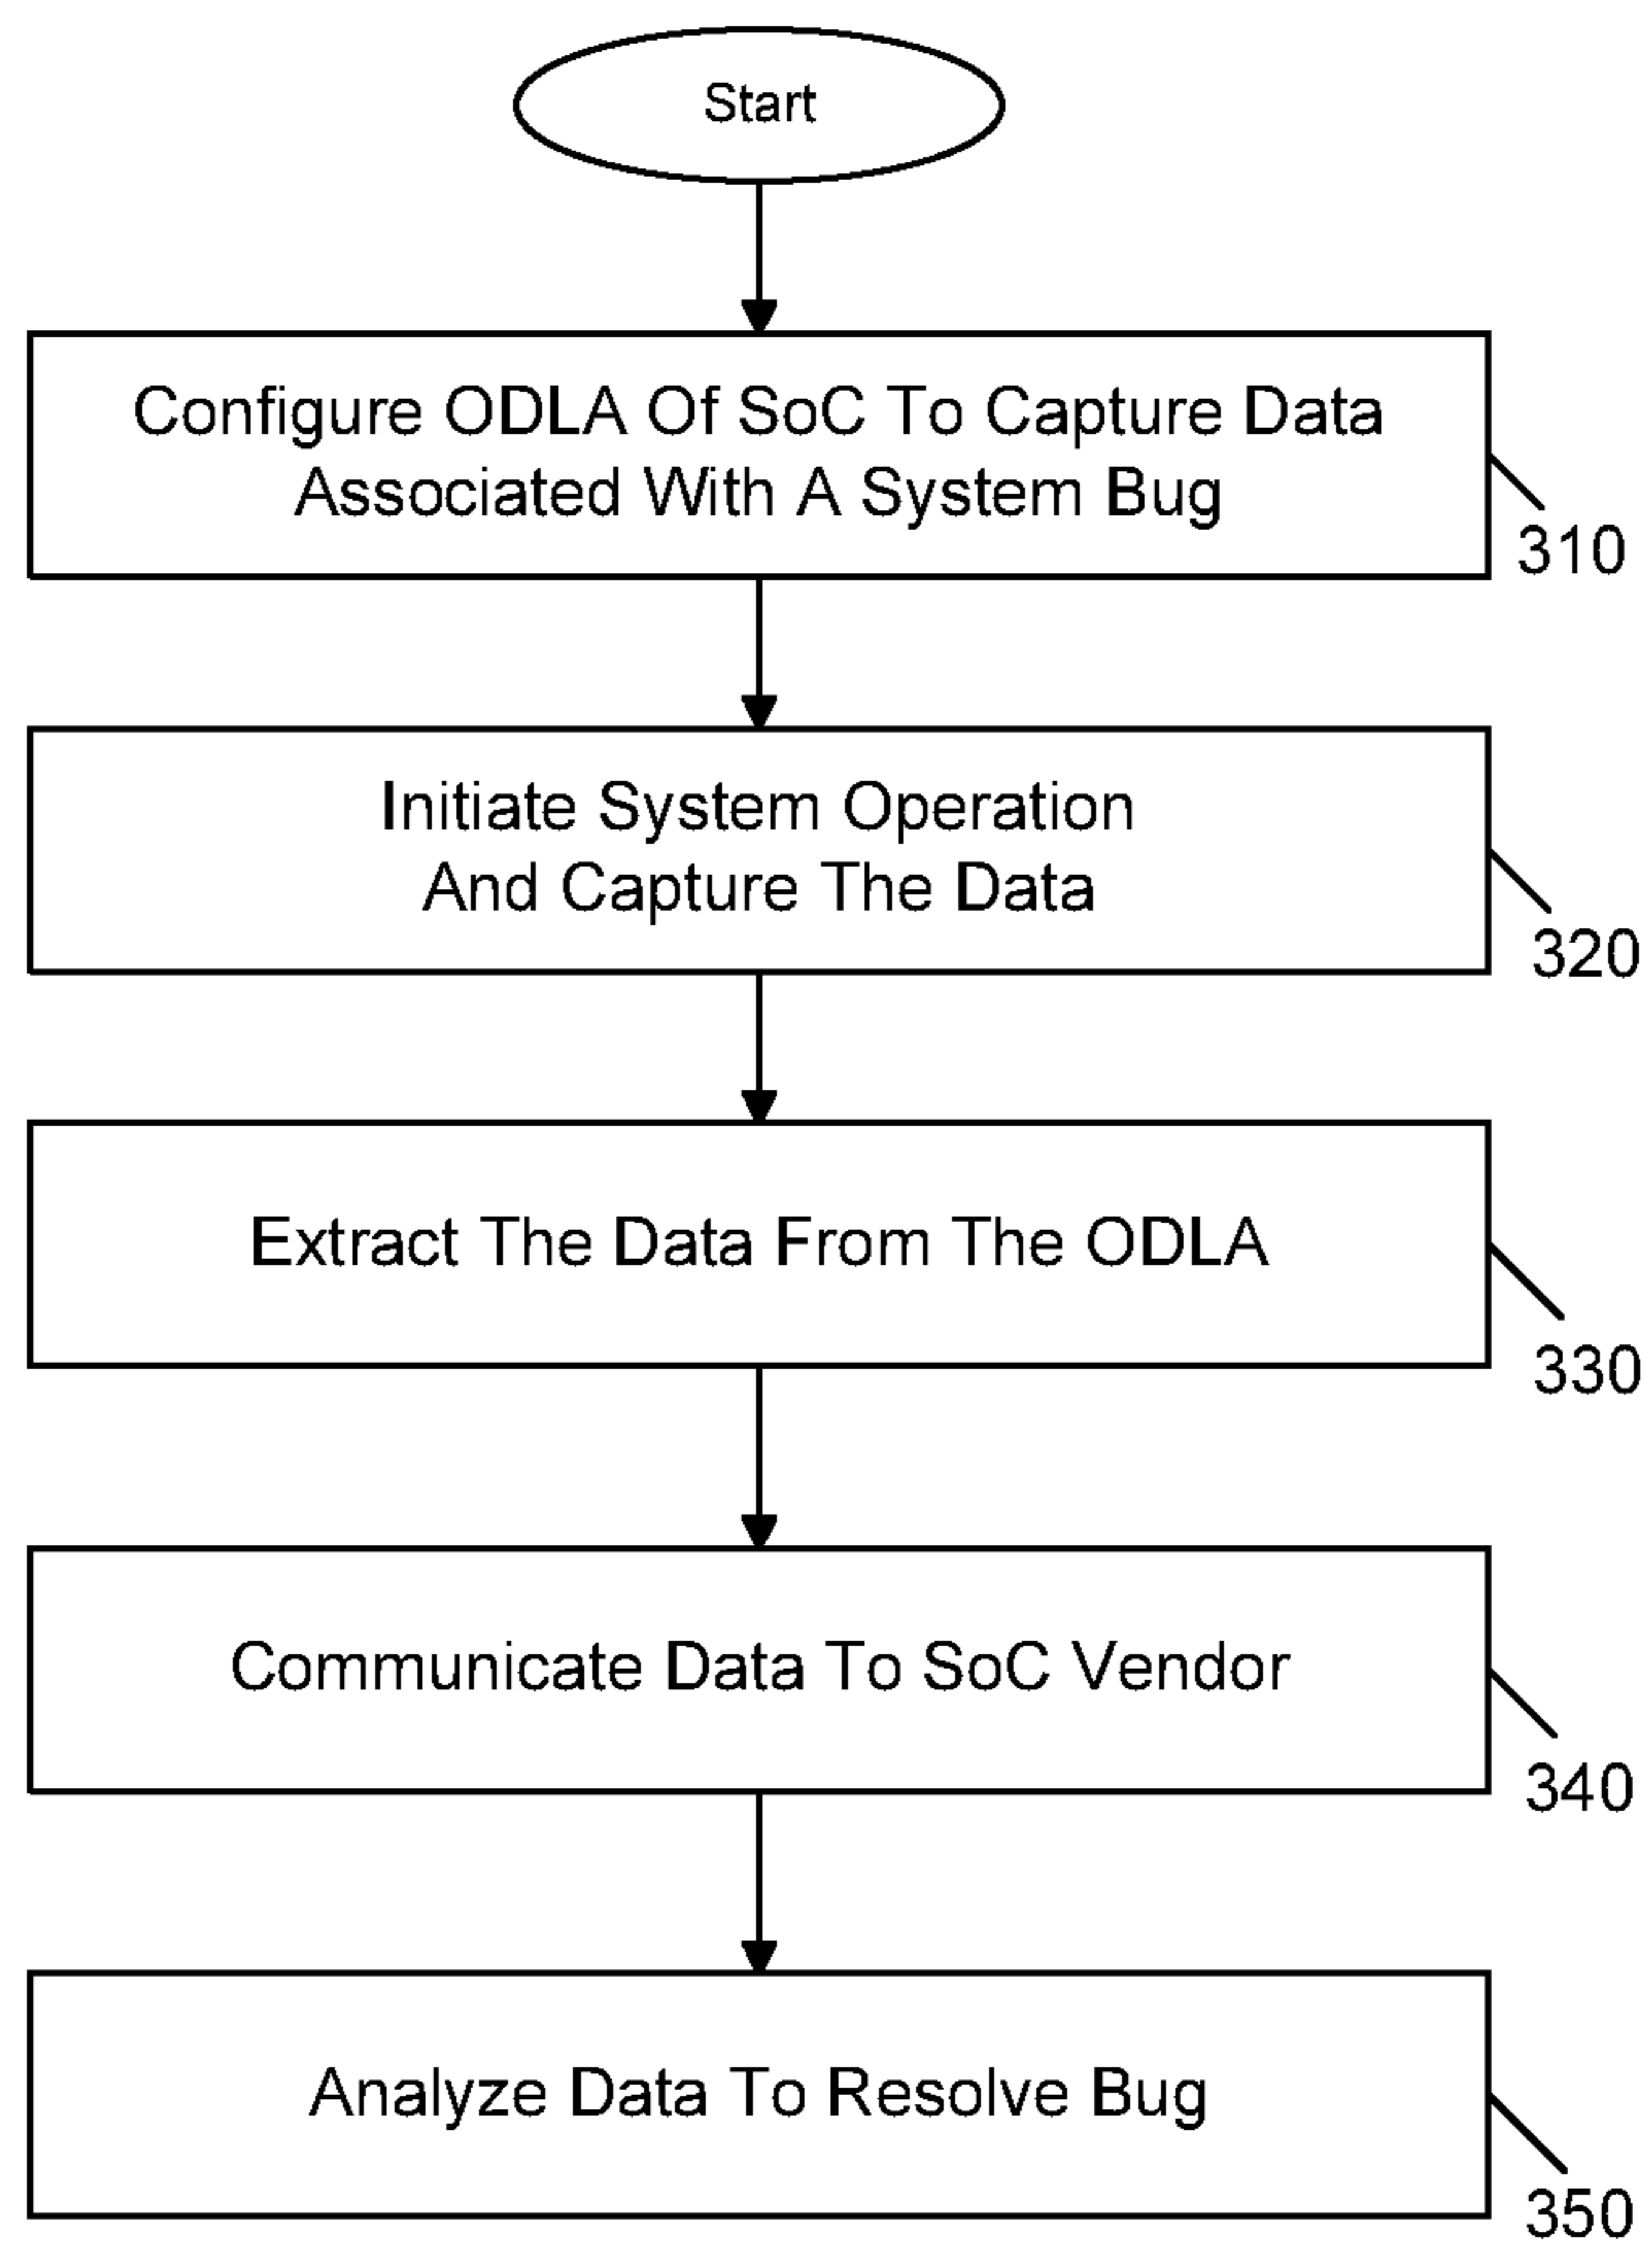 Start
Configure ODLA Of SoC To Capture Data
Associated With A System Bug
310
Initiate System Operation
And Capture The Data
320
Extract The Data From The ODLA
330
Communicate Data To SoC Vendor
340
Analyze Data To Resolve Bug
350